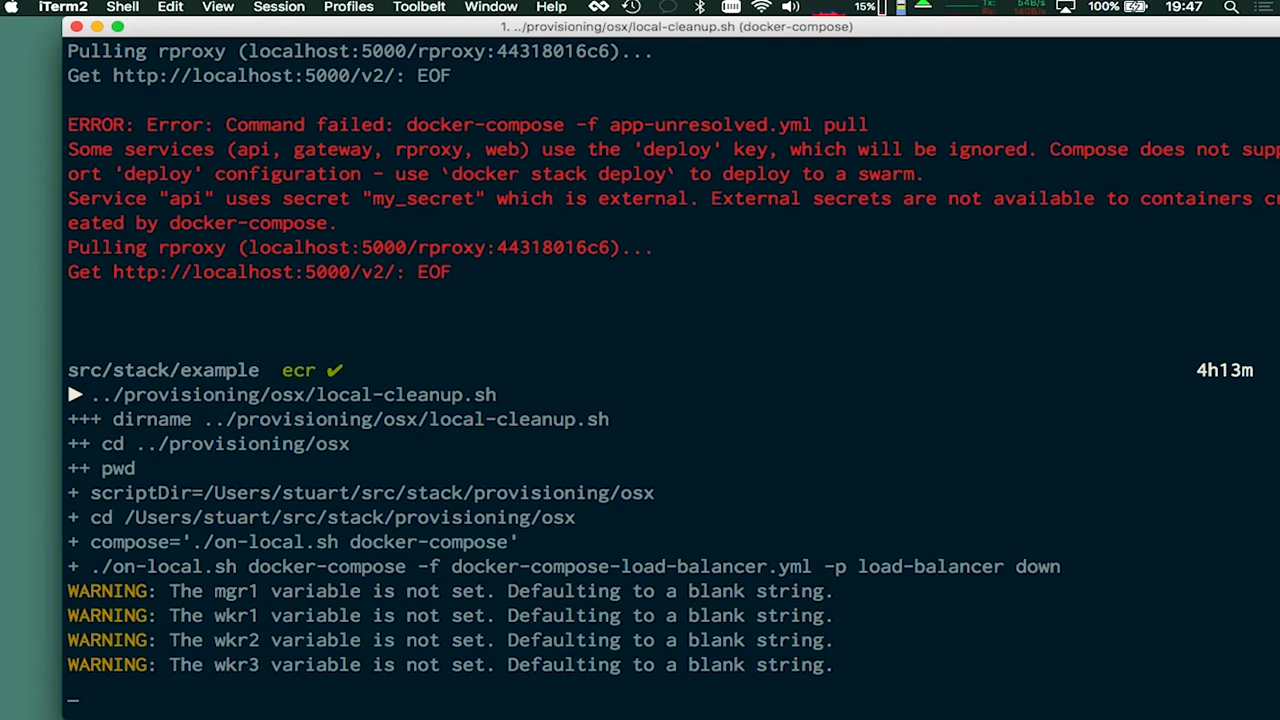 iTerm2 Shell Edit View Session Profiles Toolbelt Window Help 15% 100% 19:47
1. ../provisioning/osx/local-cleanup.sh (docker-compose)
Pulling rproxy (localhost:5000/rproxy:44318016c6)...
Get http://localhost:5000/v2/: EOF
ERROR: Error: Command failed: docker-compose -f app-unresolved.yml pull
Some services (api, gateway, rproxy, web) use the 'deploy' key, which will be ignored. Compose does not supp
ort 'deploy' configuration - use `docker stack deploy` to deploy to a swarm.
Service "api" uses secret "my_secret" which is external. External secrets are not available to containers cr
eated by docker-compose.
Pulling rproxy (localhost:5000/rproxy:44318016c6)...
Get http://localhost:5000/v2/: EOF
src/stack/example ecr ✔ 4h13m
▶ ../provisioning/osx/local-cleanup.sh
+++ dirname ../provisioning/osx/local-cleanup.sh
++ cd ../provisioning/osx
++ pwd
+ scriptDir=/Users/stuart/src/stack/provisioning/osx
+ cd /Users/stuart/src/stack/provisioning/osx
+ compose='./on-local.sh docker-compose'
+ ./on-local.sh docker-compose -f docker-compose-load-balancer.yml -p load-balancer down
WARNING: The mgr1 variable is not set. Defaulting to a blank string.
WARNING: The wkr1 variable is not set. Defaulting to a blank string.
WARNING: The wkr2 variable is not set. Defaulting to a blank string.
WARNING: The wkr3 variable is not set. Defaulting to a blank string.